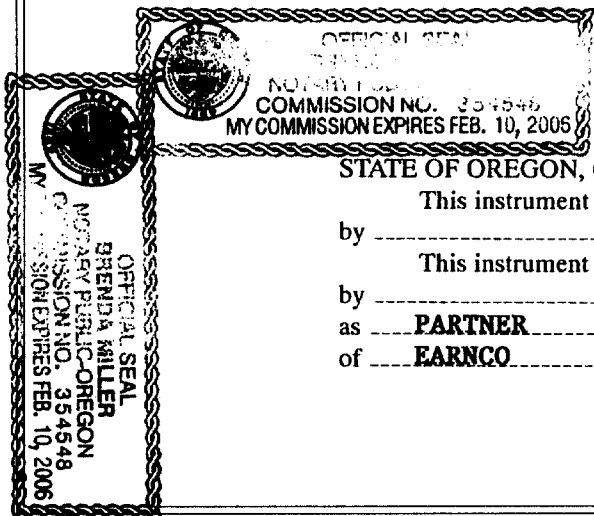 OFFICIAL SEAL
COMMISSION NO. 354548
MY COMMISSION EXPIRES FEB. 10, 2006
STATE OF OREGON,
This instrument
by
This instrument
by
as PARTNER
of EARNCO
OFFICIAL SEAL
BRENDA MILLER
NOTARY PUBLIC-OREGON
COMMISSION NO. 354548
MY COMMISSION EXPIRES FEB. 10, 2006